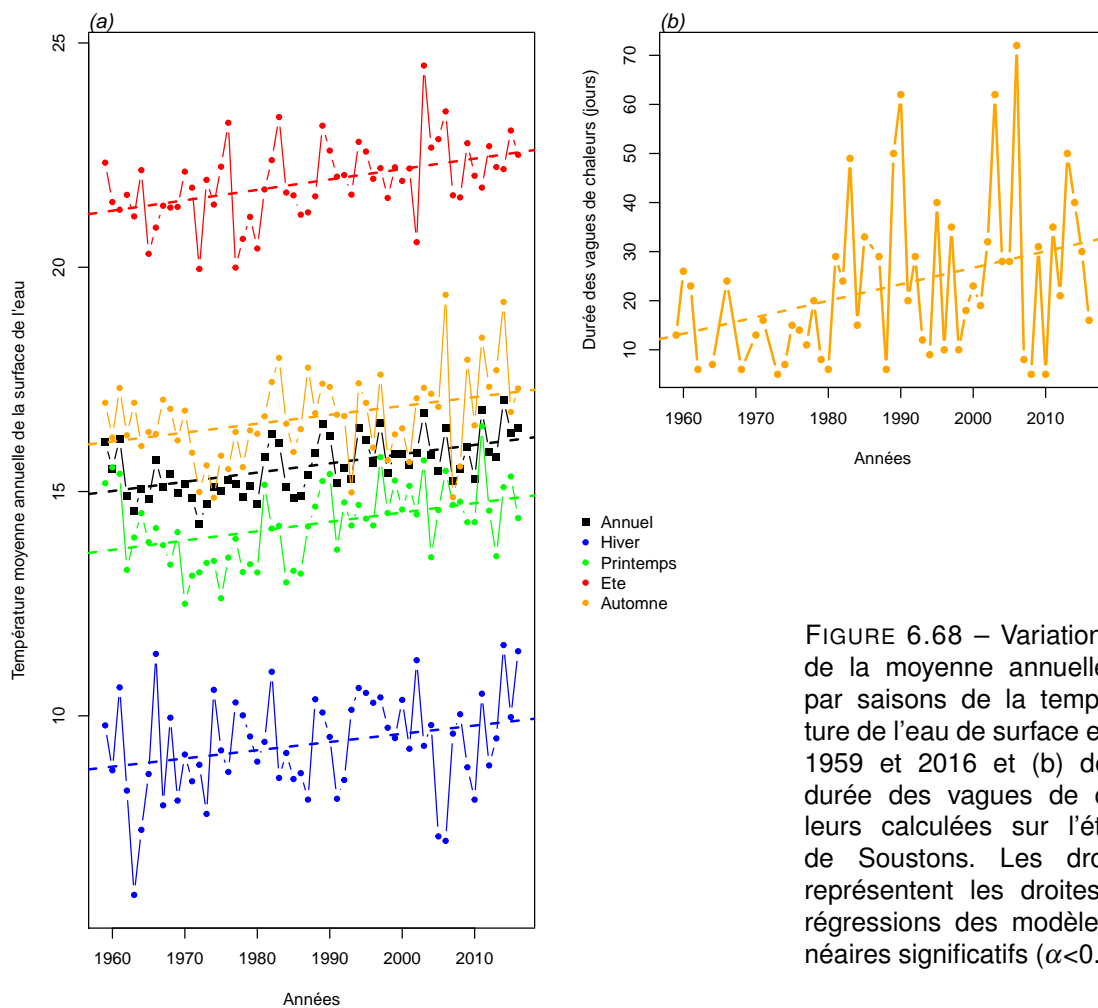 (a)
25
20
15
10
Température moyenne annuelle de la surface de l'eau
1960 1970 1980 1990 2000 2010
Années
(b)
70
60
50
40
30
20
10
Durée des vagues de chaleurs (jours)
1960 1970 1980 1990 2000 2010
Années
Annuel
Hiver
Printemps
Ete
Automne
FIGURE 6.68 – Variation
de la moyenne annuelle
par saisons de la temp
ture de l'eau de surface e
1959 et 2016 et (b) de
durée des vagues de c
leurs calculées sur l'ét
de Soustons. Les dro
représentent les droites
régressions des modèle
néaires significatifs (α<0.